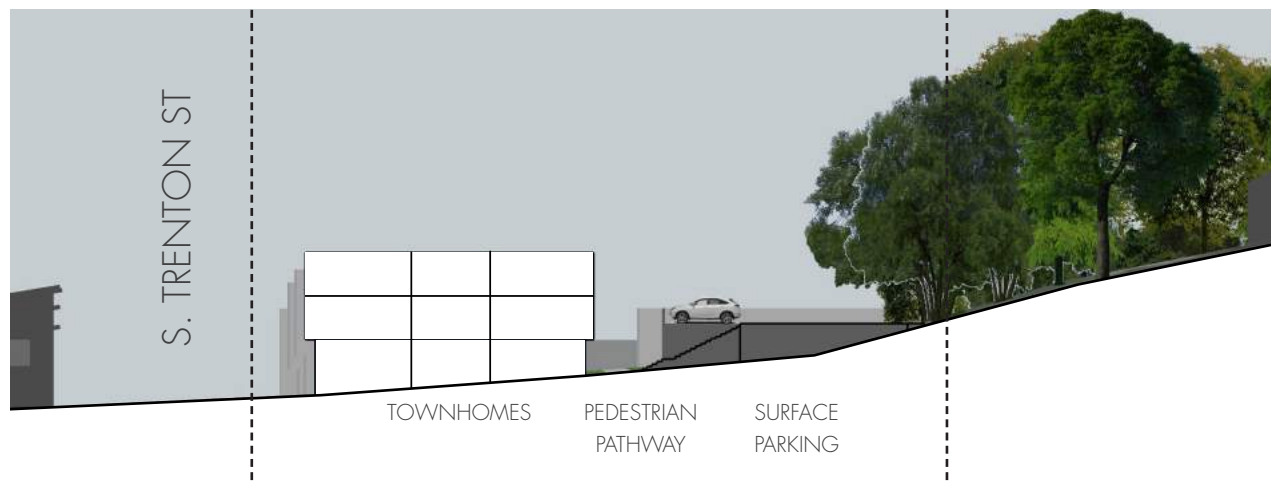 S. TRENTON ST
TOWNHOMES
PEDESTRIAN
PATHWAY
SURFACE
PARKING